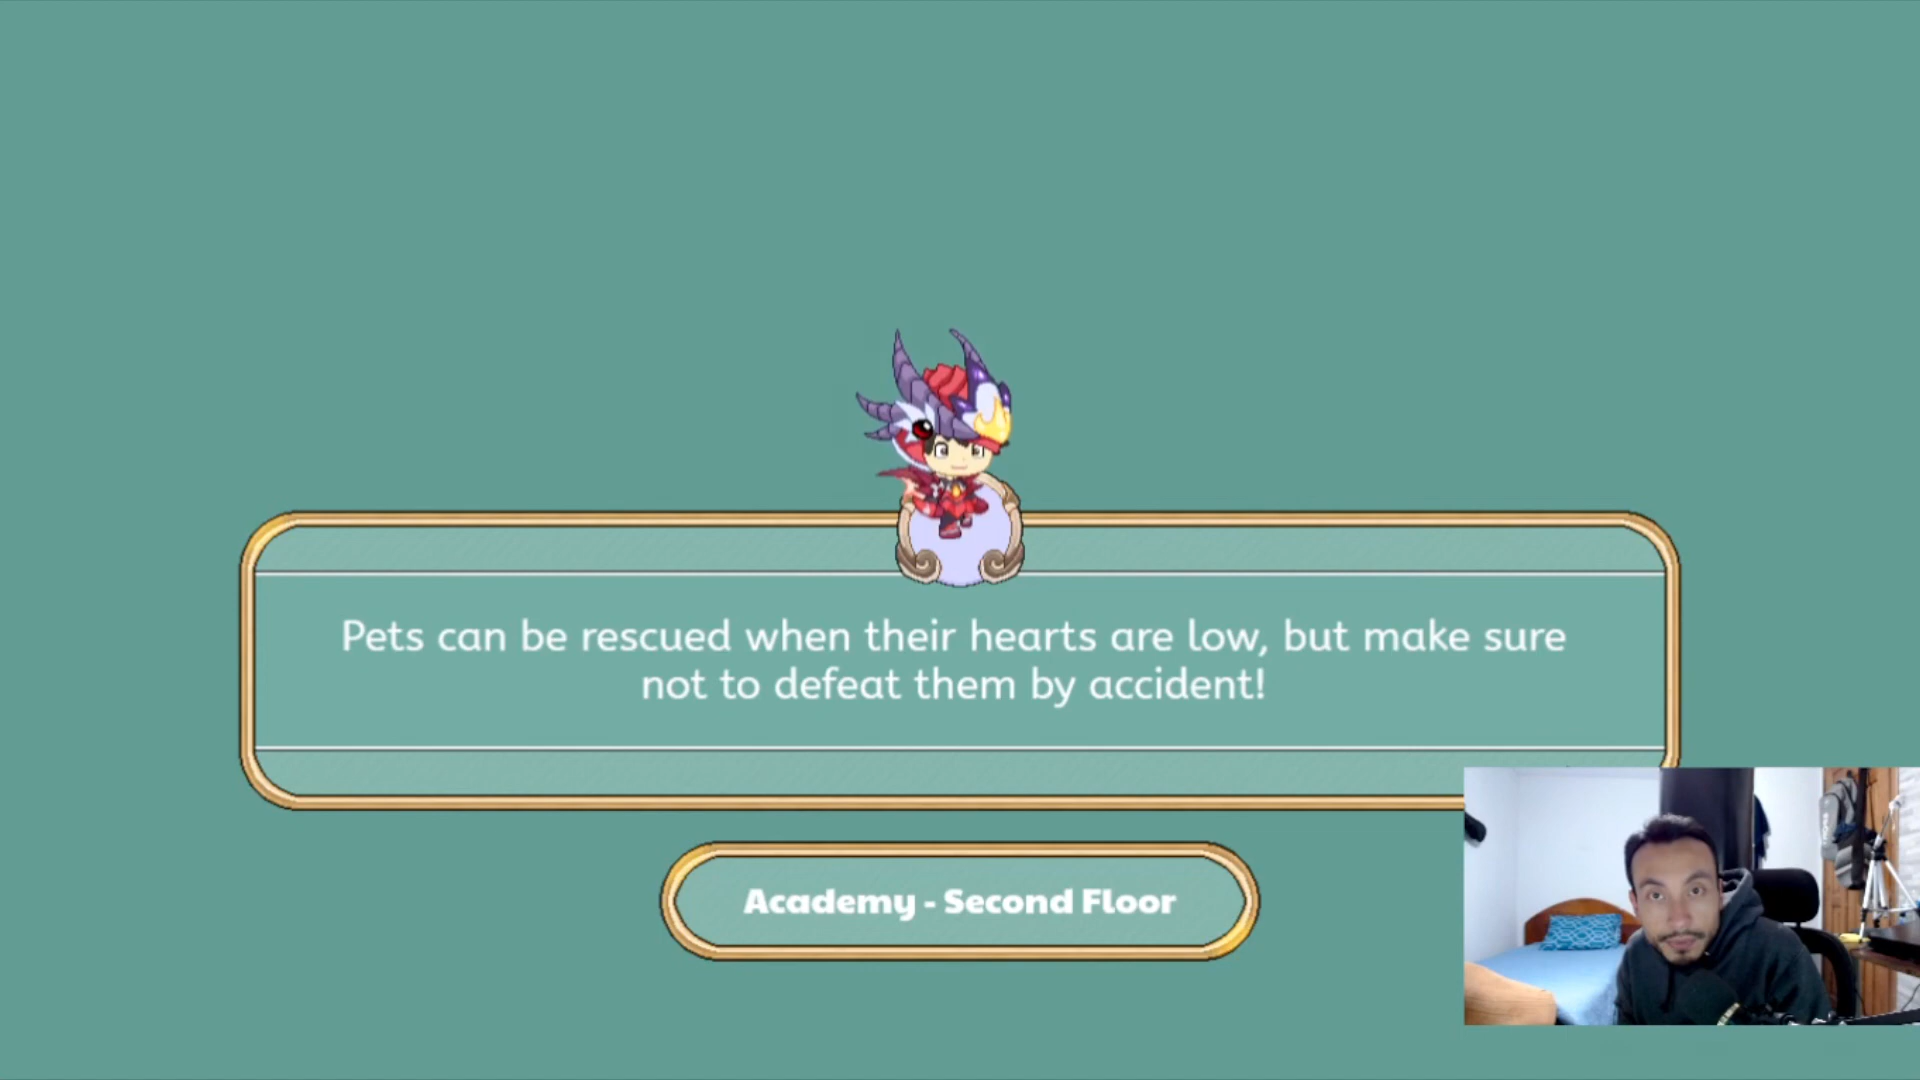 Pets can be rescued when their hearts are low, but make sure
not to defeat them by accident!
Academy - Second Floor